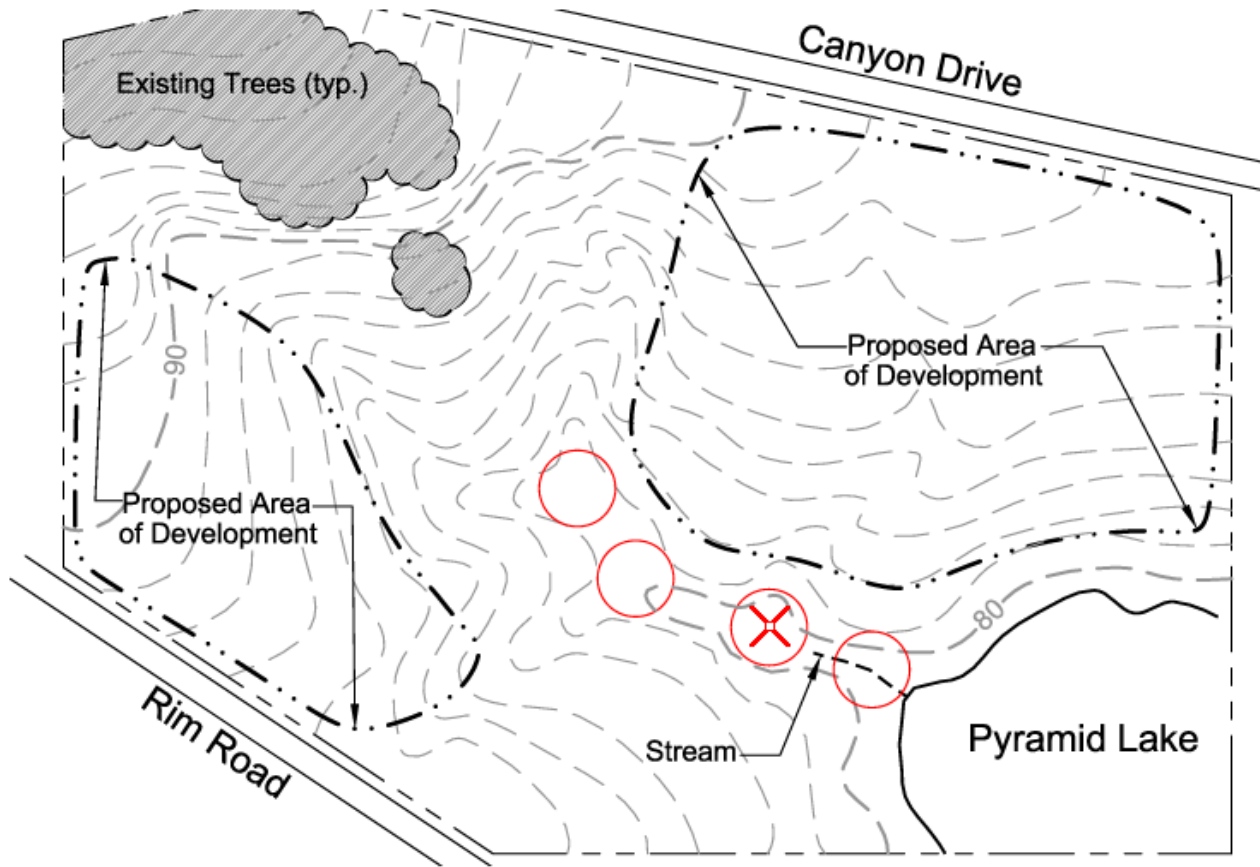 Canyon Drive
Existing Trees (typ.)
Proposed Area
of Development
90
Proposed Area
of Development
80
Stream
Pyramid Lake
Rim Road